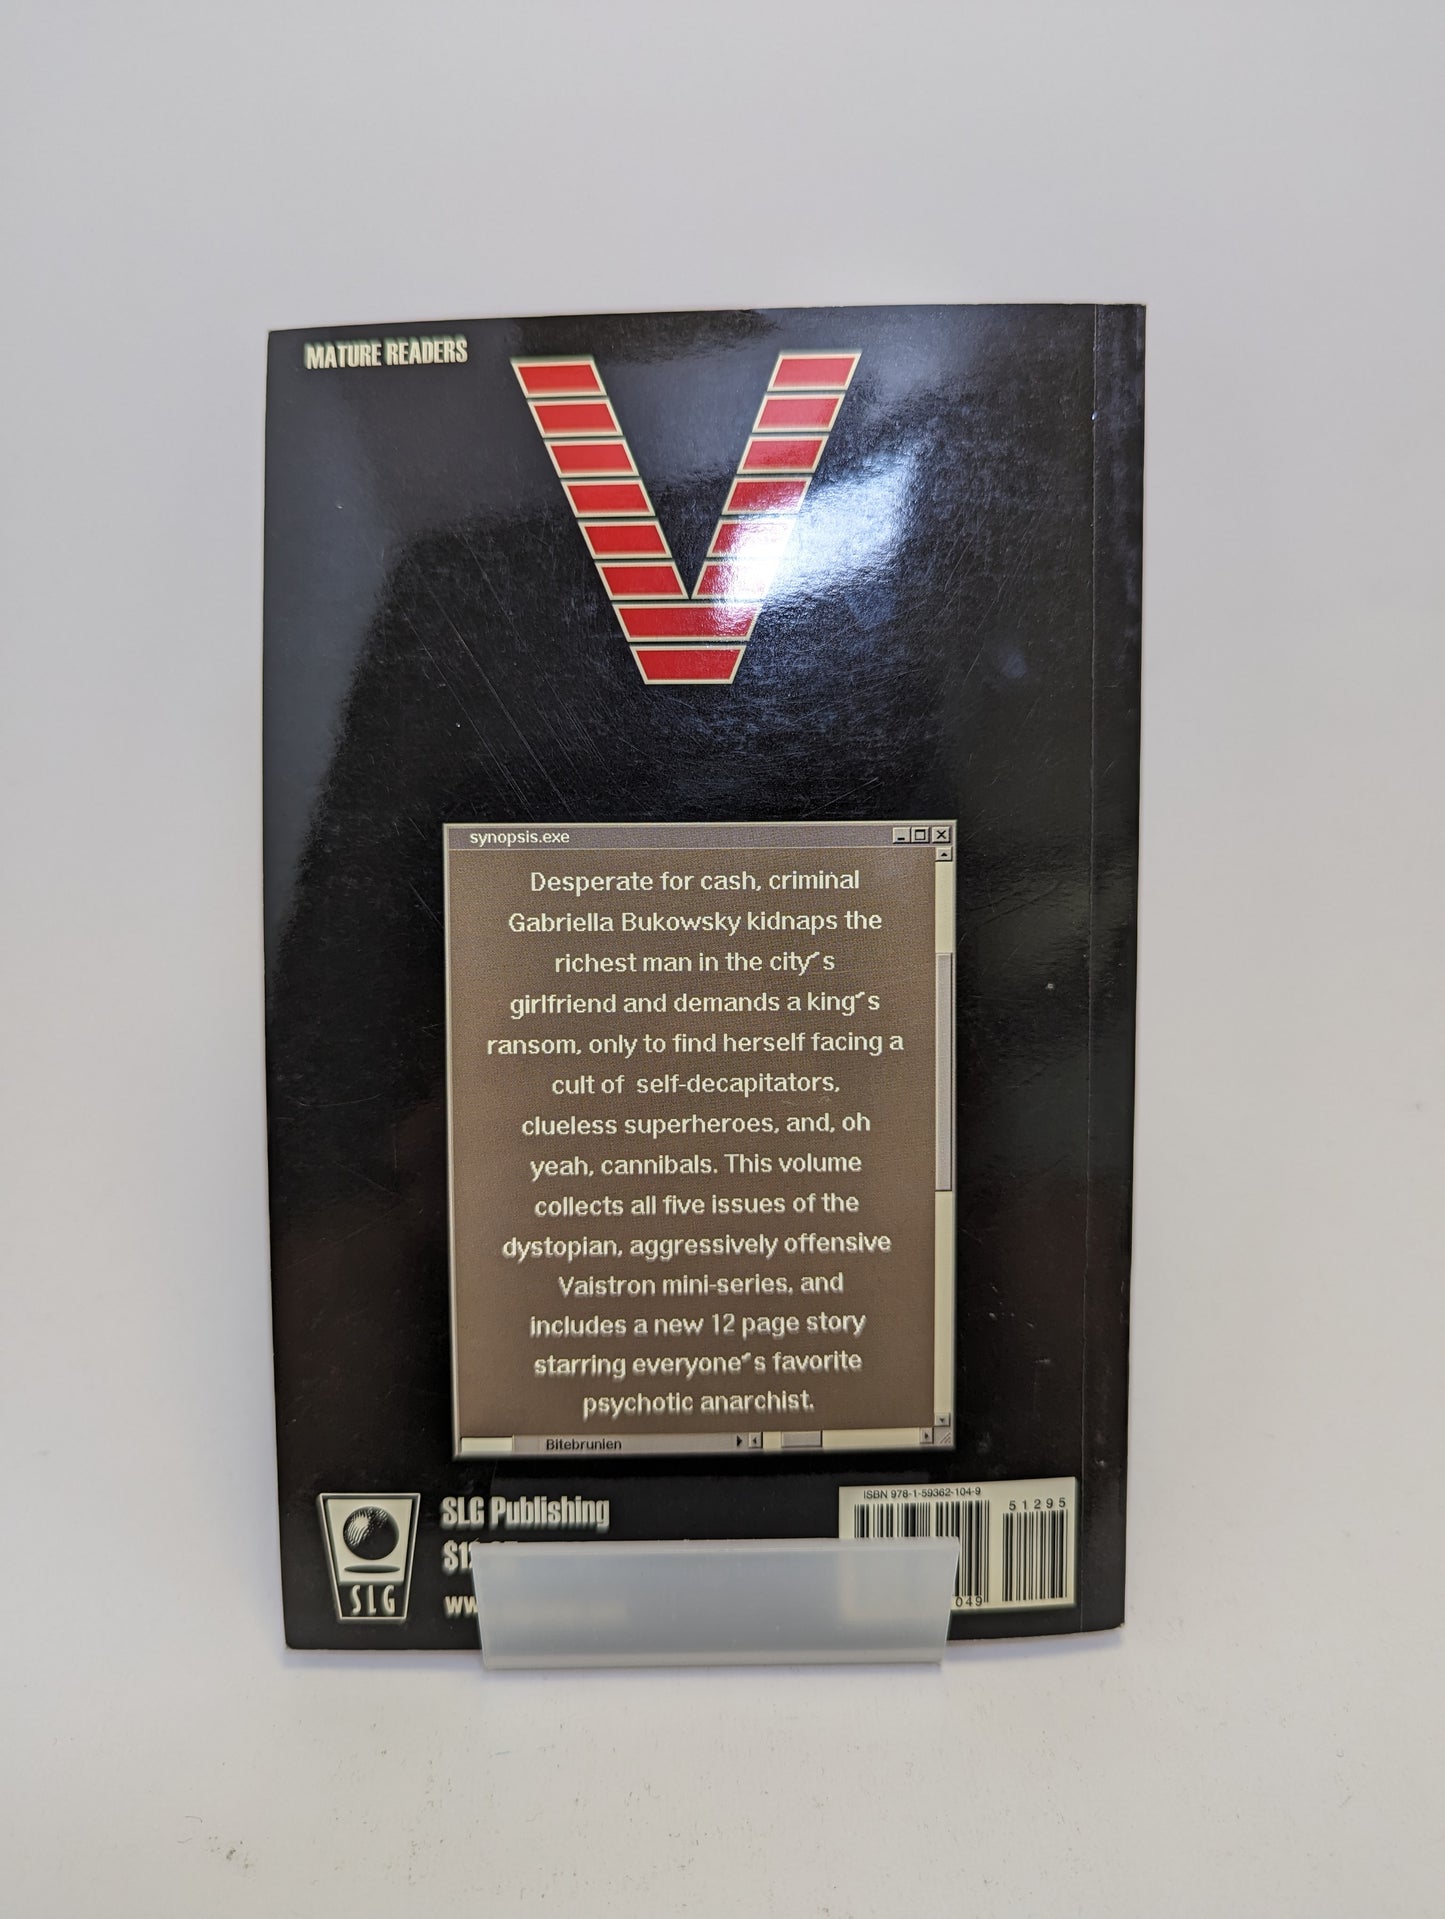 MATURE READERS
V
synopsis.exe
Desperate for cash, criminal
Gabriella Bukowsky kidnaps the
richest man in the city´s
girlfriend and demands a king´s
ransom, only to find herself facing a
cult of self-decapitators,
clueless superheroes, and, oh
yeah, cannibals. This volume
collects all five issues of the
dystopian, aggressively offensive
Vaistron mini-series, and
includes a new 12 page story
starring everyone´s favorite
psychotic anarchist.
Bitebrunien
SLG
SLG Publishing
ISBN 978-1-59362-104-9
51295